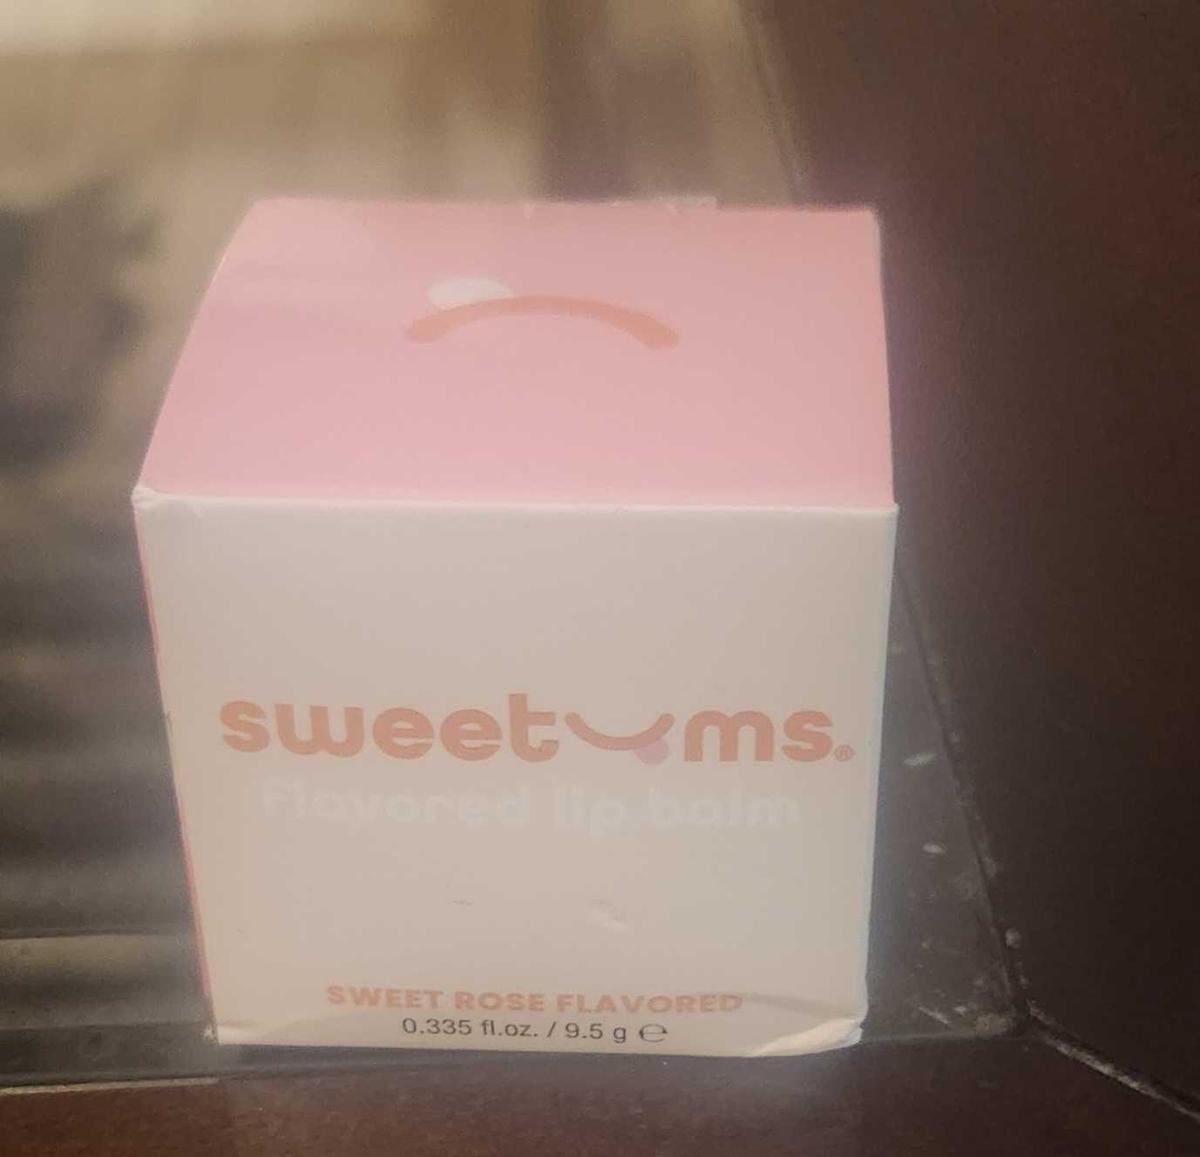 sweetums®
flavored lip balm
SWEET ROSE FLAVORED
0.335 fl.oz. / 9.5 g ℮